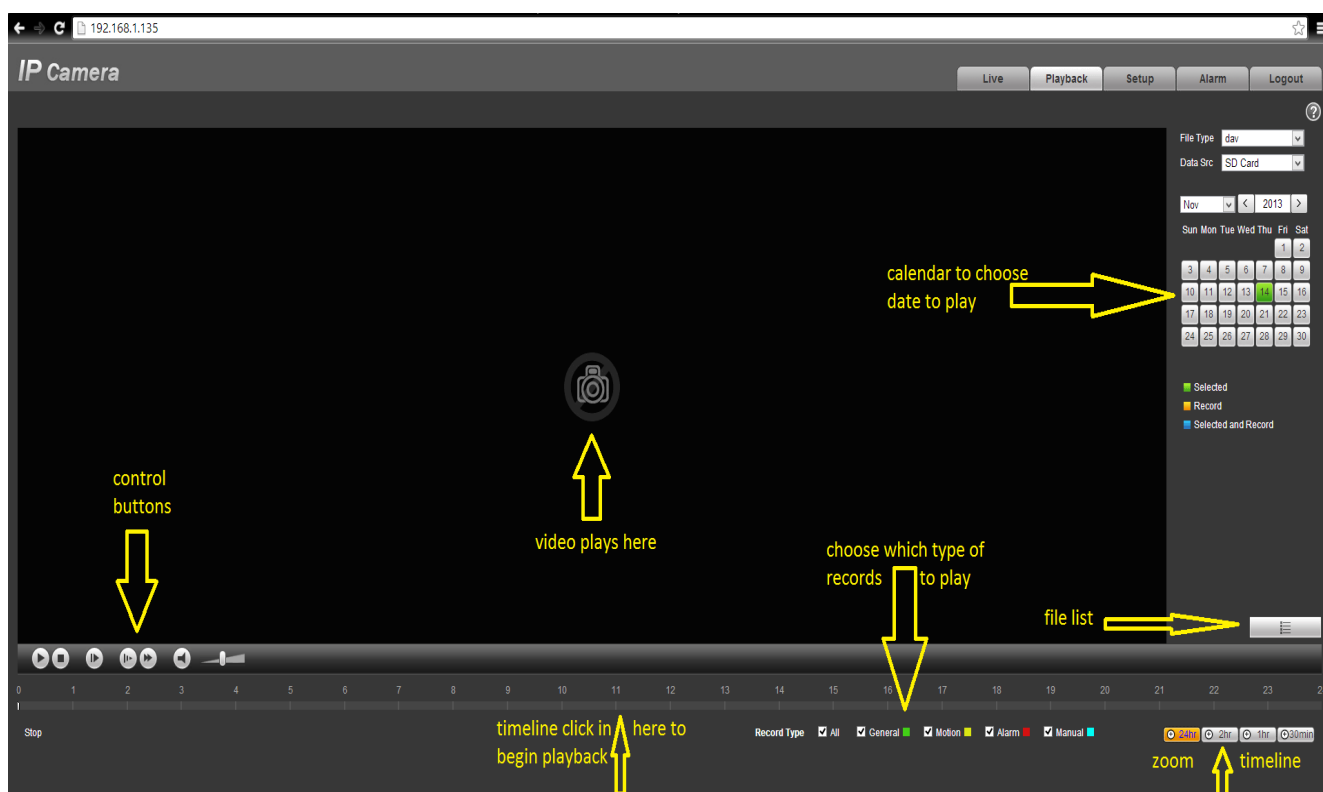 192.168.1.135
IP Camera
Live Playback Setup Alarm Logout
?
File Type dav
Data Src SD Card
Nov < 2013 >
Sun Mon Tue Wed Thu Fri Sat
1 2
3 4 5 6 7 8 9
10 11 12 13 14 15 16
17 18 19 20 21 22 23
24 25 26 27 28 29 30
calendar to choose
date to play
Selected
Record
Selected and Record
control
buttons
video plays here
choose which type of
records to play
file list
0 1 2 3 4 5 6 7 8 9 10 11 12 13 14 15 16 17 18 19 20 21 22 23 2
Stop
timeline click in here to
begin playback
Record Type All General Motion Alarm Manual
24hr 2hr 1hr 30min
zoom timeline